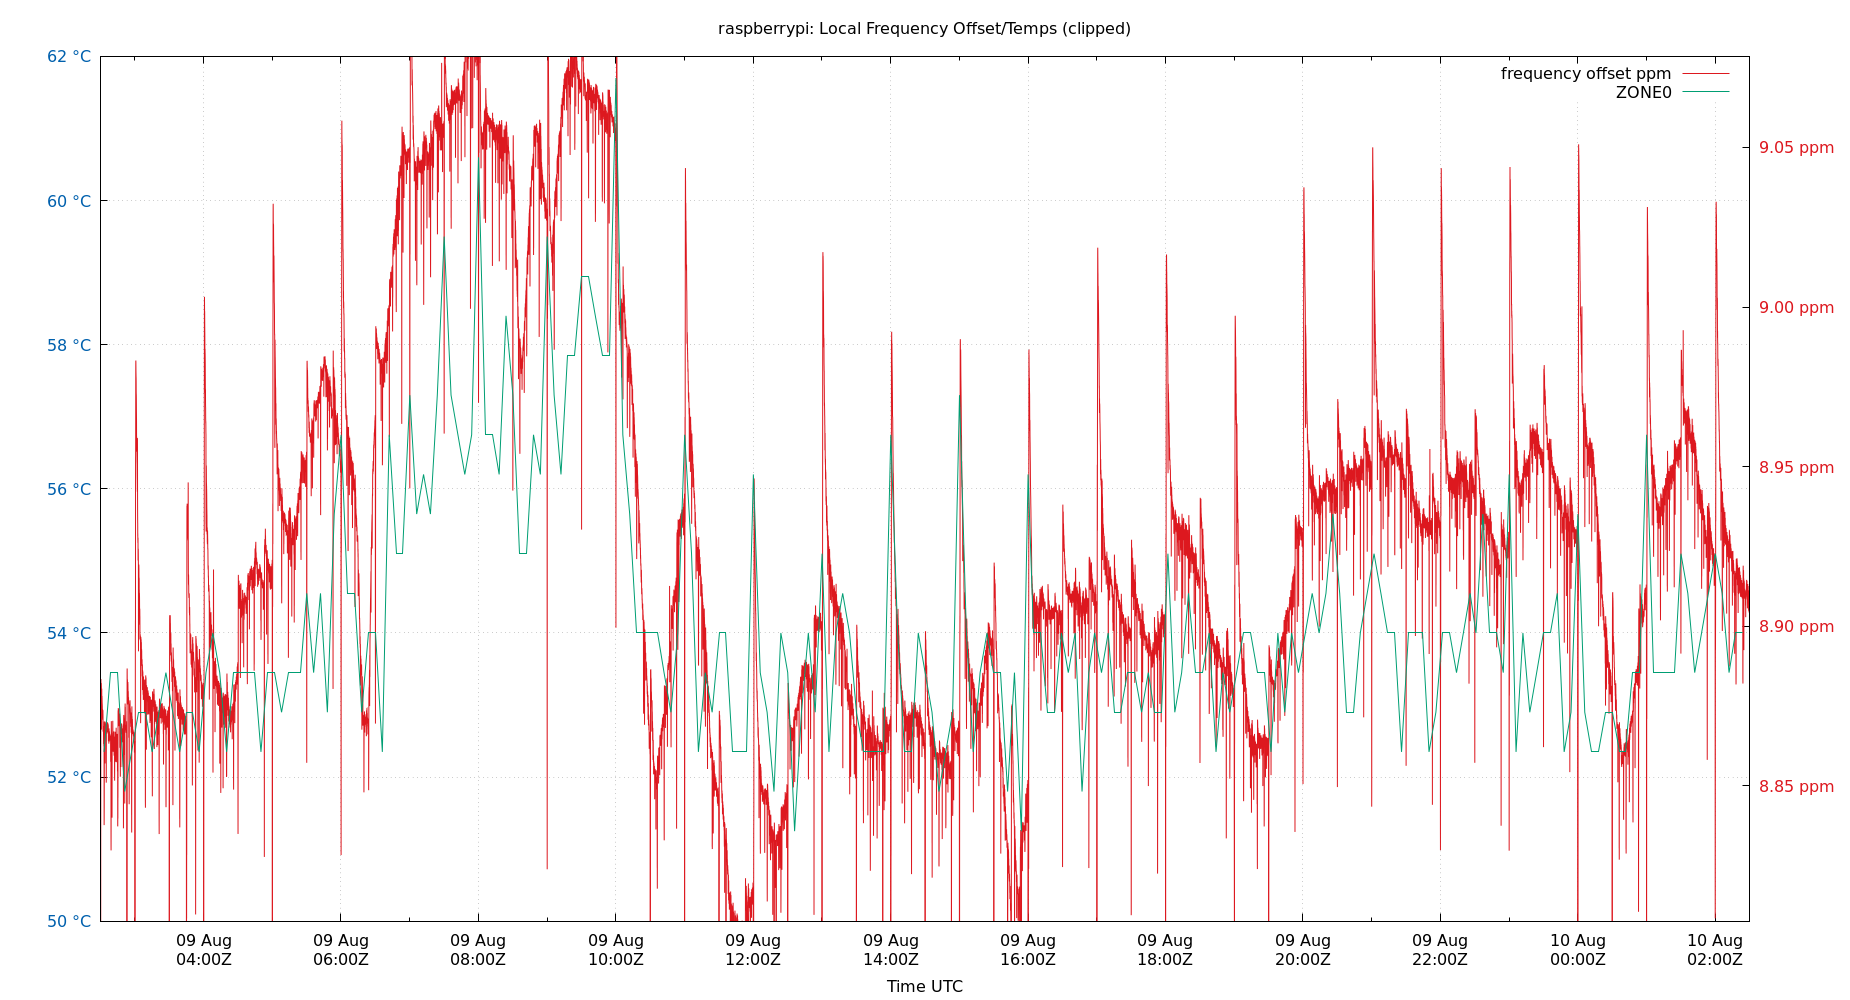 raspberrypi: Local Frequency Offset/Temps (clipped)
frequency offset ppm
ZONE0
62 °C
60 °C
58 °C
56 °C
54 °C
52 °C
50 °C
9.05 ppm
9.00 ppm
8.95 ppm
8.90 ppm
8.85 ppm
09 Aug
04:00Z
09 Aug
06:00Z
09 Aug
08:00Z
09 Aug
10:00Z
09 Aug
12:00Z
09 Aug
14:00Z
09 Aug
16:00Z
09 Aug
18:00Z
09 Aug
20:00Z
09 Aug
22:00Z
10 Aug
00:00Z
10 Aug
02:00Z
Time UTC